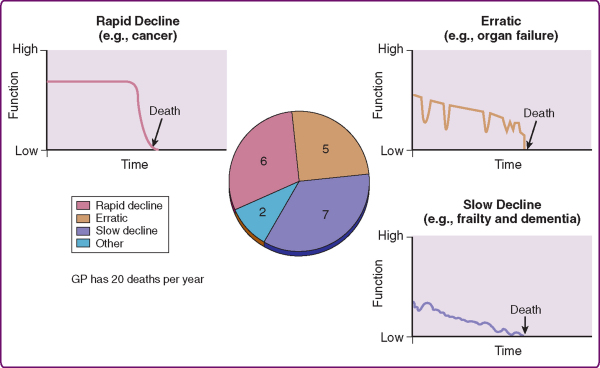 Rapid Decline
(e.g., cancer)
High
Function
Low
Death
Time
Erratic
(e.g., organ failure)
High
Function
Low
Death
Time
6
5
7
2
Rapid decline
Erratic
Slow decline
Other
GP has 20 deaths per year
Slow Decline
(e.g., frailty and dementia)
High
Function
Low
Death
Time